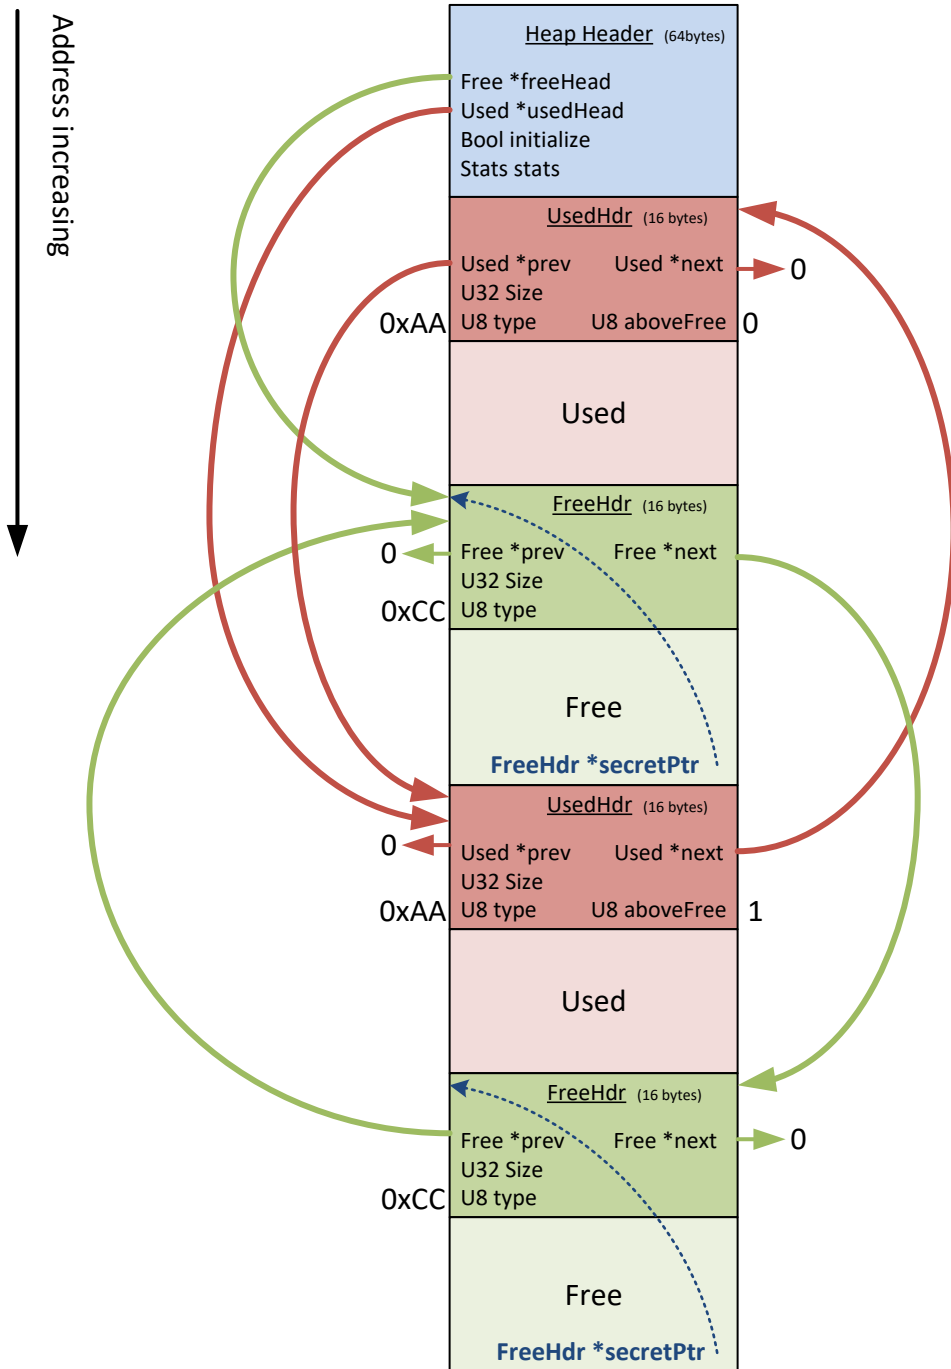 Address increasing
Heap Header (64bytes)
Free *freeHead
Used *usedHead
Bool initialize
Stats stats
UsedHdr (16 bytes)
Used *prev Used *next 0
U32 Size
0xAA U8 type U8 aboveFree 0
Used
FreeHdr (16 bytes)
0 Free *prev Free *next
U32 Size
0xCC U8 type
Free
FreeHdr *secretPtr
UsedHdr (16 bytes)
0 Used *prev Used *next
U32 Size
0xAA U8 type U8 aboveFree 1
Used
FreeHdr (16 bytes)
Free *prev Free *next 0
U32 Size
0xCC U8 type
Free
FreeHdr *secretPtr